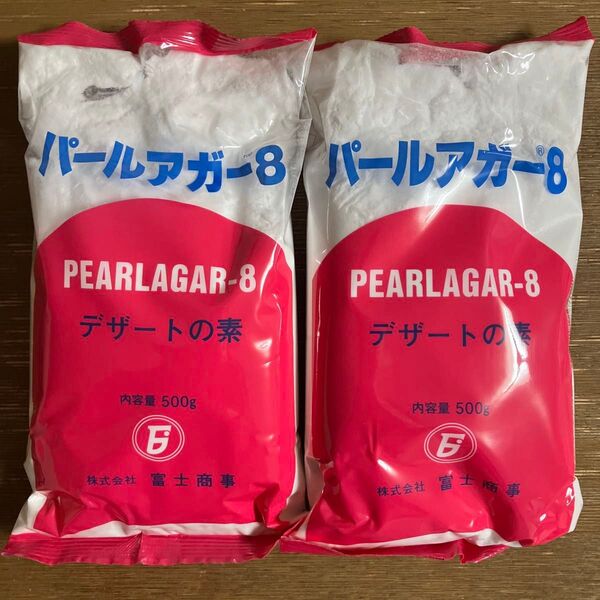 パールアガー8
PEARLAGAR-8
デザートの素
内容量 500g
株式会社 富士商事
パールアガー®8
PEARLAGAR-8
デザートの素
内容量 500g
株式会社 富士商事